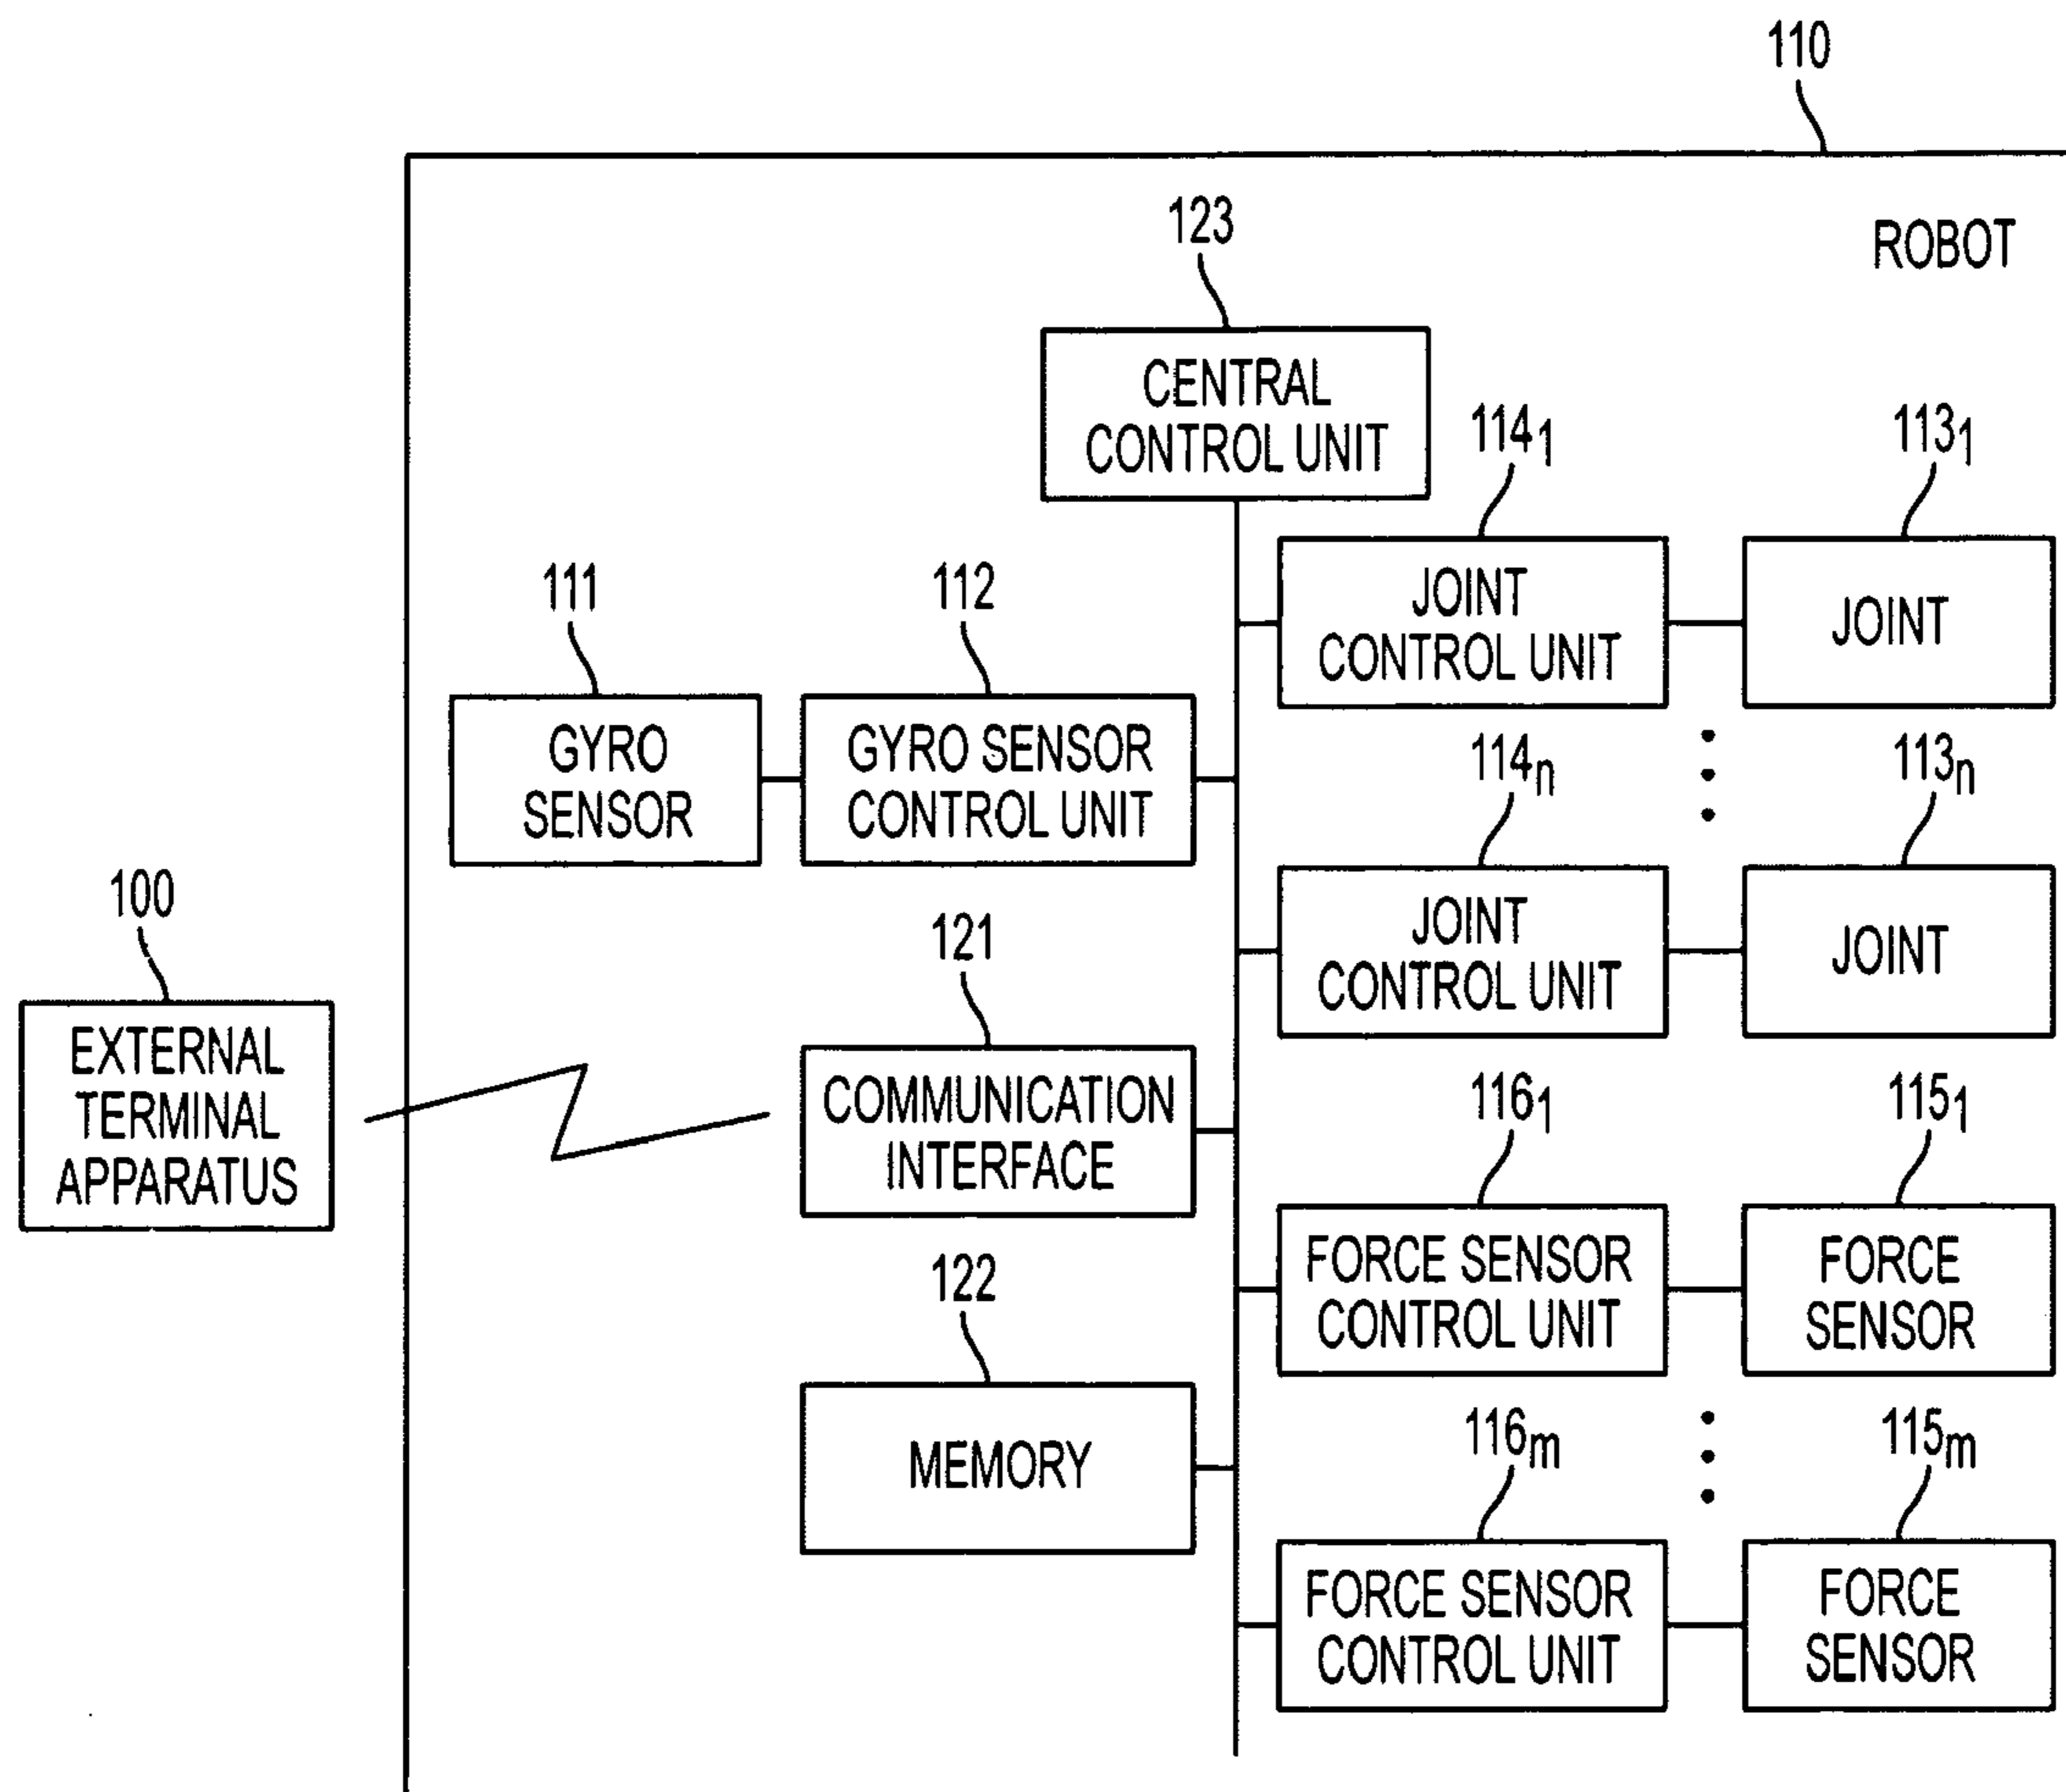 110
ROBOT
123
CENTRAL
CONTROL UNIT
114₁
113₁
JOINT
CONTROL UNIT
JOINT
111
112
GYRO
SENSOR
GYRO SENSOR
CONTROL UNIT
114ₙ
113ₙ
JOINT
CONTROL UNIT
JOINT
100
EXTERNAL
TERMINAL
APPARATUS
121
COMMUNICATION
INTERFACE
116₁
115₁
FORCE SENSOR
CONTROL UNIT
FORCE
SENSOR
122
MEMORY
116ₘ
115ₘ
FORCE SENSOR
CONTROL UNIT
FORCE
SENSOR